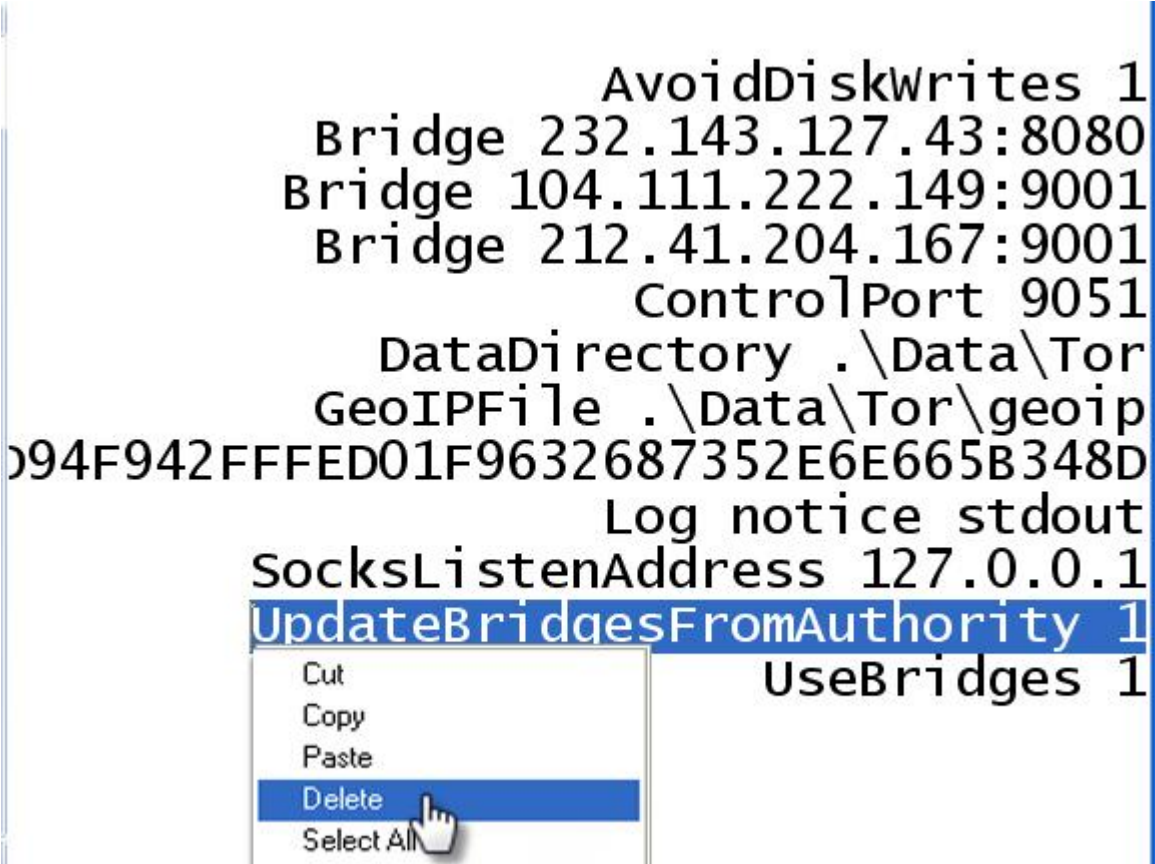 AvoidDiskWrites 1
Bridge 232.143.127.43:8080
Bridge 104.111.222.149:9001
Bridge 212.41.204.167:9001
ControlPort 9051
DataDirectory .\Data\Tor
GeoIPFile .\Data\Tor\geoip
94F942FFFED01F9632687352E6E665B348D
Log notice stdout
SocksListenAddress 127.0.0.1
UpdateBridgesFromAuthority 1
UseBridges 1
Cut
Copy
Paste
Delete
Select All